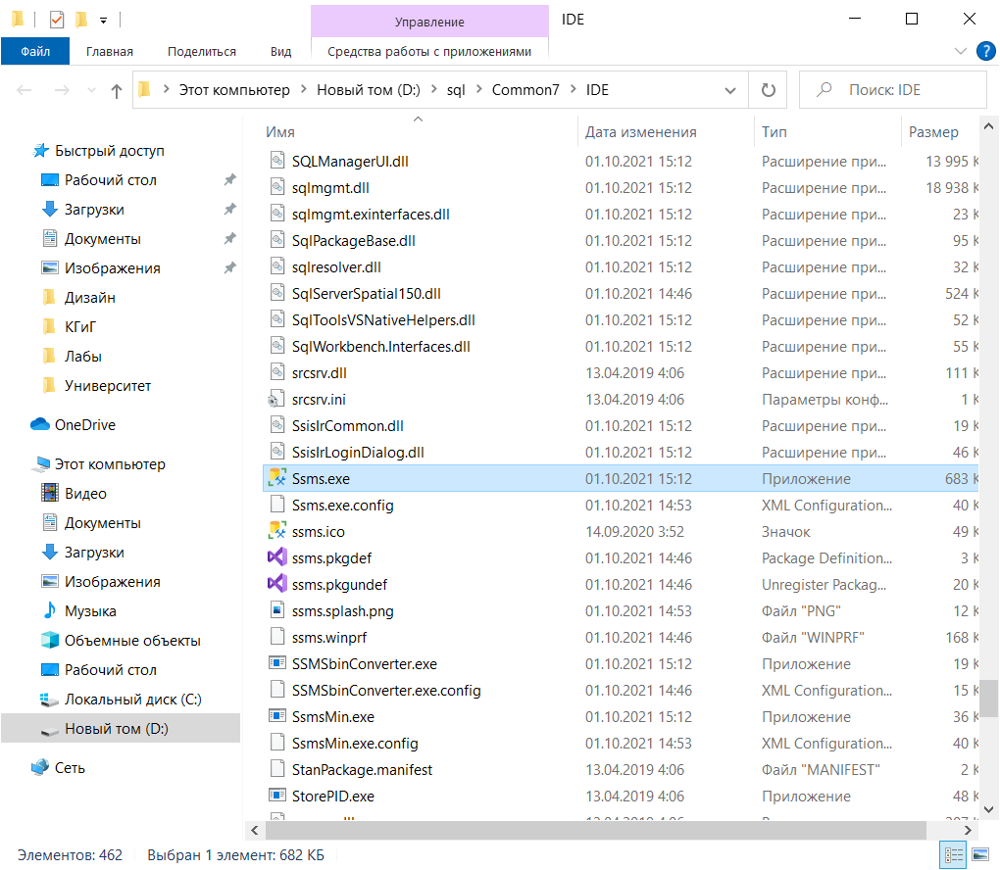 Управление
IDE
Файл
Главная
Поделиться
Вид
Средства работы с приложениями
Этот компьютер
Новый том (D:)
sql
Common7
IDE
Поиск: IDE
Быстрый доступ
Рабочий стол
Загрузки
Документы
Изображения
Дизайн
КГиГ
Лабы
Университет
OneDrive
Этот компьютер
Видео
Документы
Загрузки
Изображения
Музыка
Объемные объекты
Рабочий стол
Локальный диск (C:)
Новый том (D:)
Сеть
Имя Дата изменения Тип Размер
SQLManagerUI.dll 01.10.2021 15:12 Расширение при... 13 995 К
sqlmgmt.dll 01.10.2021 15:12 Расширение при... 18 938 К
sqlmgmt.exinterfaces.dll 01.10.2021 15:12 Расширение при... 23 К
SqlPackageBase.dll 01.10.2021 15:12 Расширение при... 95 К
sqlresolver.dll 01.10.2021 15:12 Расширение при... 32 К
SqlServerSpatial150.dll 01.10.2021 14:46 Расширение при... 524 К
SqlToolsVSNativeHelpers.dll 01.10.2021 15:12 Расширение при... 52 К
SqlWorkbench.Interfaces.dll 01.10.2021 15:12 Расширение при... 55 К
srcsrv.dll 13.04.2019 4:06 Расширение при... 111 К
srcsrv.ini 13.04.2019 4:06 Параметры конф... 1 К
SsisIrCommon.dll 01.10.2021 15:12 Расширение при... 19 К
SsisIrLoginDialog.dll 01.10.2021 15:12 Расширение при... 46 К
Ssms.exe 01.10.2021 15:12 Приложение 683 К
Ssms.exe.config 01.10.2021 14:53 XML Configuration... 40 К
ssms.ico 14.09.2020 3:52 Значок 49 К
ssms.pkgdef 01.10.2021 14:46 Package Definition... 3 К
ssms.pkgundef 01.10.2021 14:46 Unregister Packag... 20 К
ssms.splash.png 01.10.2021 14:53 Файл "PNG" 12 К
ssms.winprf 01.10.2021 14:46 Файл "WINPRF" 168 К
SSMSbinConverter.exe 01.10.2021 15:12 Приложение 19 К
SSMSbinConverter.exe.config 01.10.2021 14:46 XML Configuration... 15 К
SsmsMin.exe 01.10.2021 15:12 Приложение 36 К
SsmsMin.exe.config 01.10.2021 14:53 XML Configuration... 40 К
StanPackage.manifest 13.04.2019 4:06 Файл "MANIFEST" 2 К
StorePID.exe 13.04.2019 4:06 Приложение 48 К
Элементов: 462 Выбран 1 элемент: 682 КБ